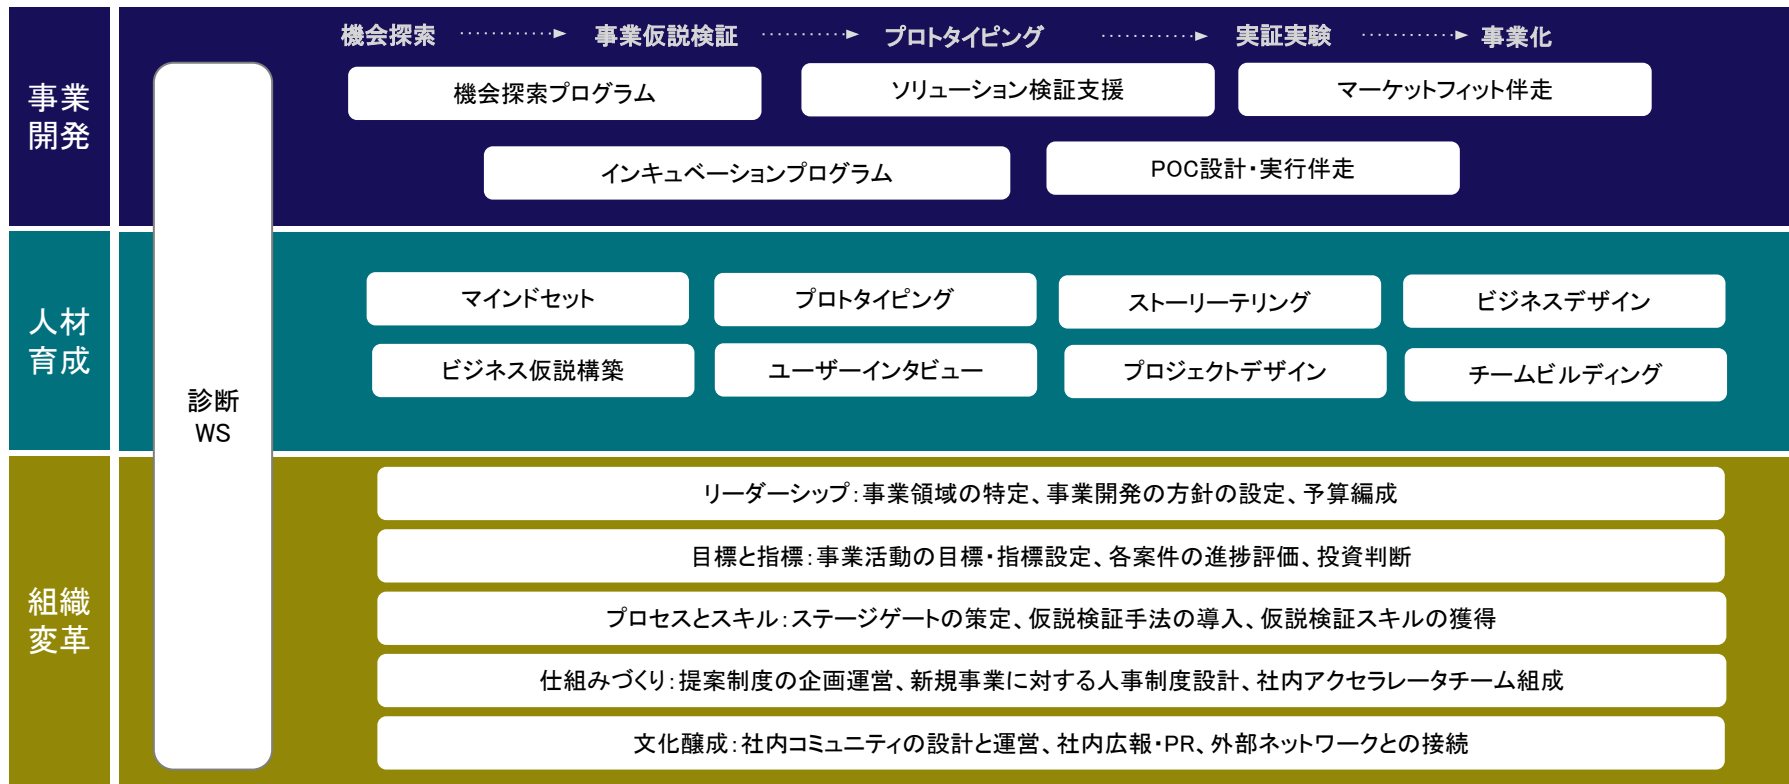 機会探索
事業仮説検証
プロトタイピング
実証実験
事業化
事業
開発
機会探索プログラム
ソリューション検証支援
マーケットフィット伴走
インキュベーションプログラム
POC設計・実行伴走
人材
育成
マインドセット
プロトタイピング
ストーリーテリング
ビジネスデザイン
ビジネス仮説構築
ユーザーインタビュー
プロジェクトデザイン
チームビルディング
診断
WS
組織
変革
リーダーシップ：事業領域の特定、事業開発の方針の設定、予算編成
目標と指標：事業活動の目標・指標設定、各案件の進捗評価、投資判断
プロセスとスキル：ステージゲートの策定、仮説検証手法の導入、仮説検証スキルの獲得
仕組みづくり：提案制度の企画運営、新規事業に対する人事制度設計、社内アクセラレータチーム組成
文化醸成：社内コミュニティの設計と運営、社内広報・PR、外部ネットワークとの接続